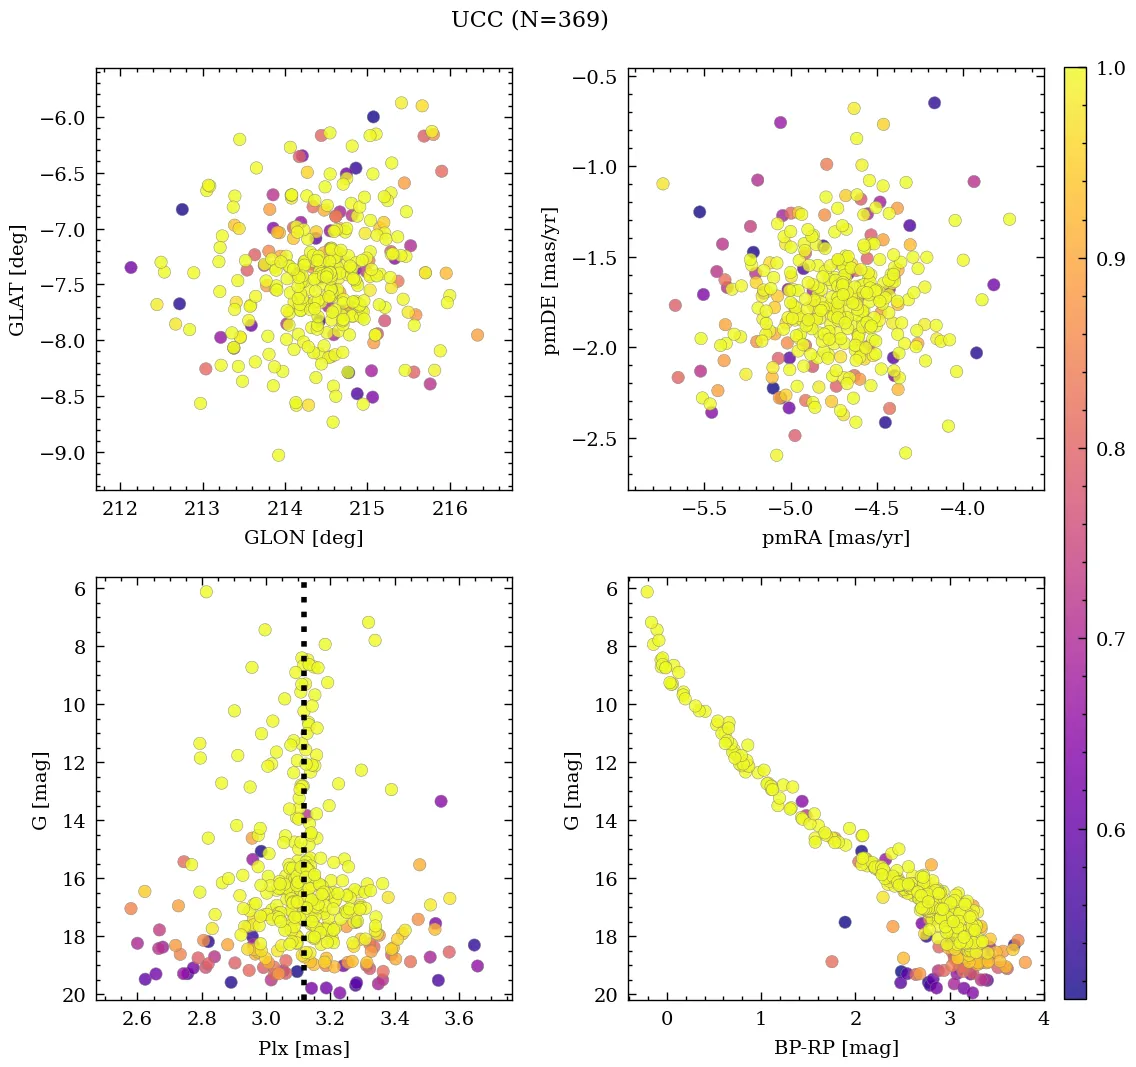 UCC (N=369)
−6.0
−6.5
−7.0
−7.5
−8.0
−8.5
−9.0
GLAT [deg]
212 213 214 215 216
GLON [deg]
−0.5
−1.0
−1.5
−2.0
−2.5
pmDE [mas/yr]
−5.5 −5.0 −4.5 −4.0
pmRA [mas/yr]
6
8
10
12
14
16
18
20
G [mag]
2.6 2.8 3.0 3.2 3.4 3.6
Plx [mas]
6
8
10
12
14
16
18
20
G [mag]
0 1 2 3 4
BP-RP [mag]
1.0
0.9
0.8
0.7
0.6